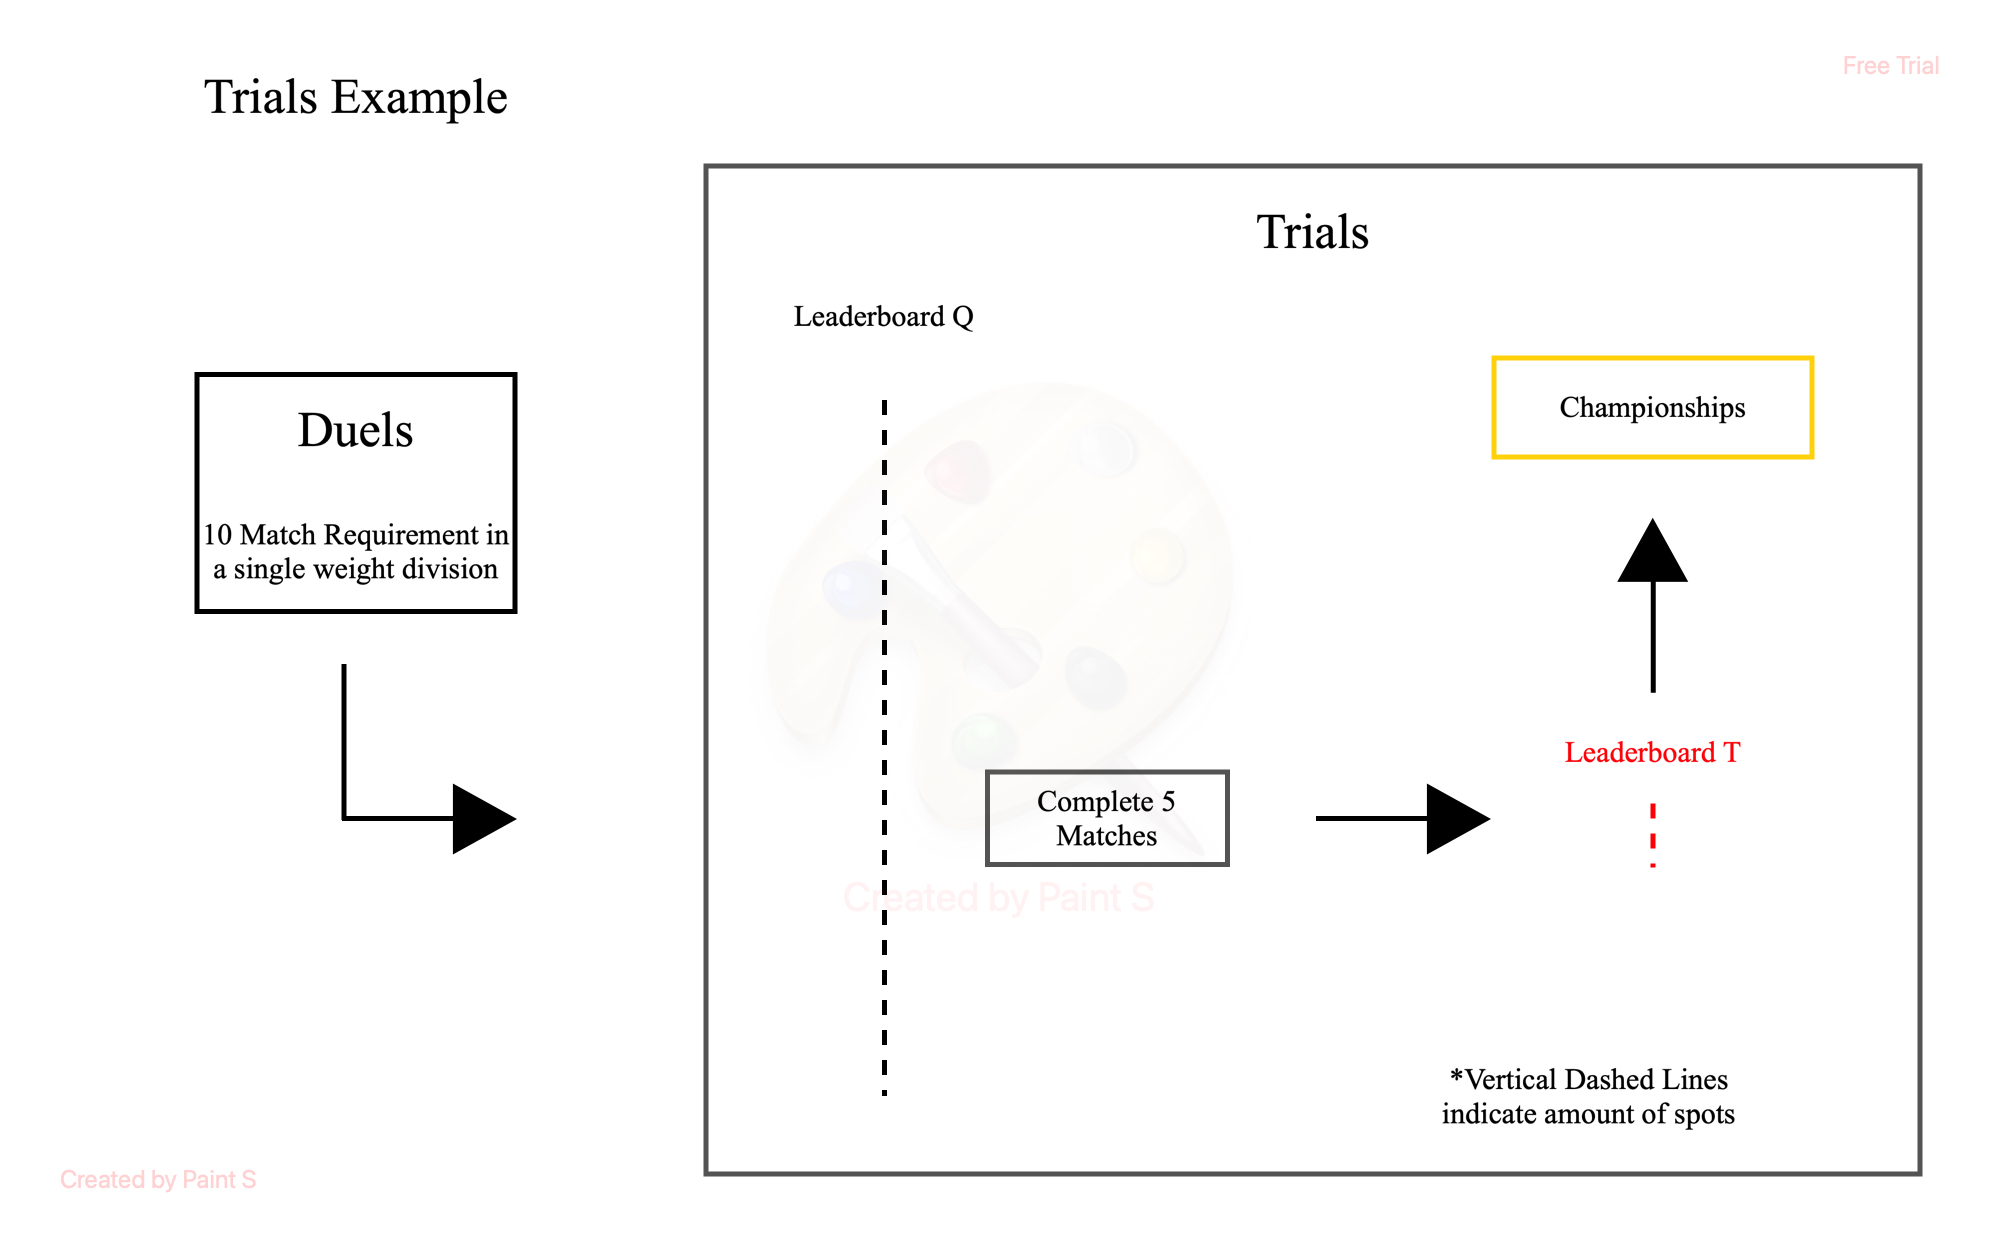 Free Trial
Trials Example
Trials
Leaderboard Q
Championships
Duels
10 Match Requirement in
a single weight division
Leaderboard T
Complete 5
Matches
Created by Paint S
*Vertical Dashed Lines
indicate amount of spots
Created by Paint S